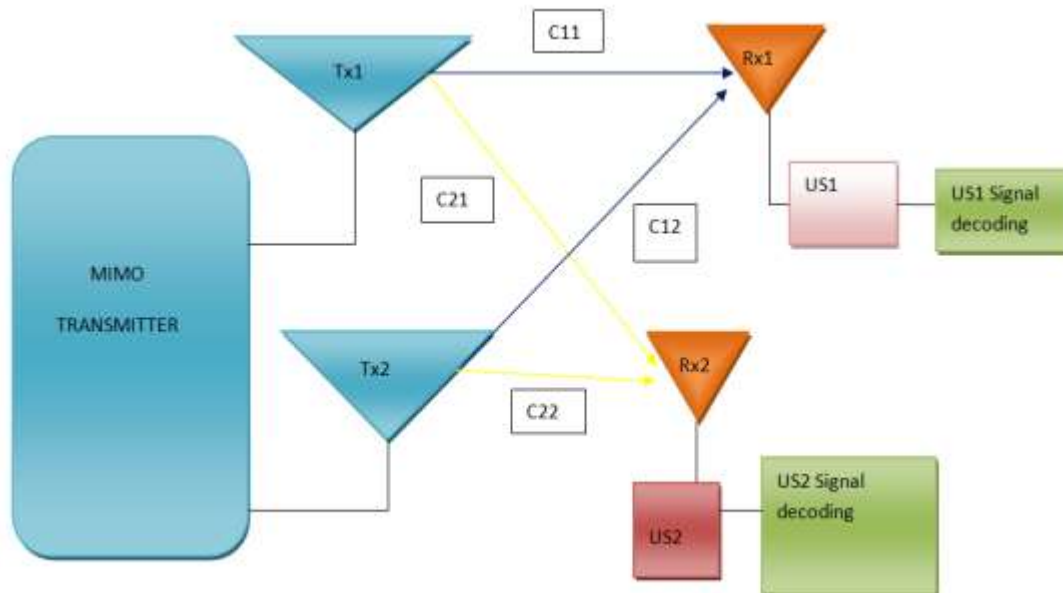 C11
Tx1
Rx1
C21
US1
US1 Signal
decoding
C12
MIMO
TRANSMITTER
Tx2
Rx2
C22
US2 Signal
decoding
US2